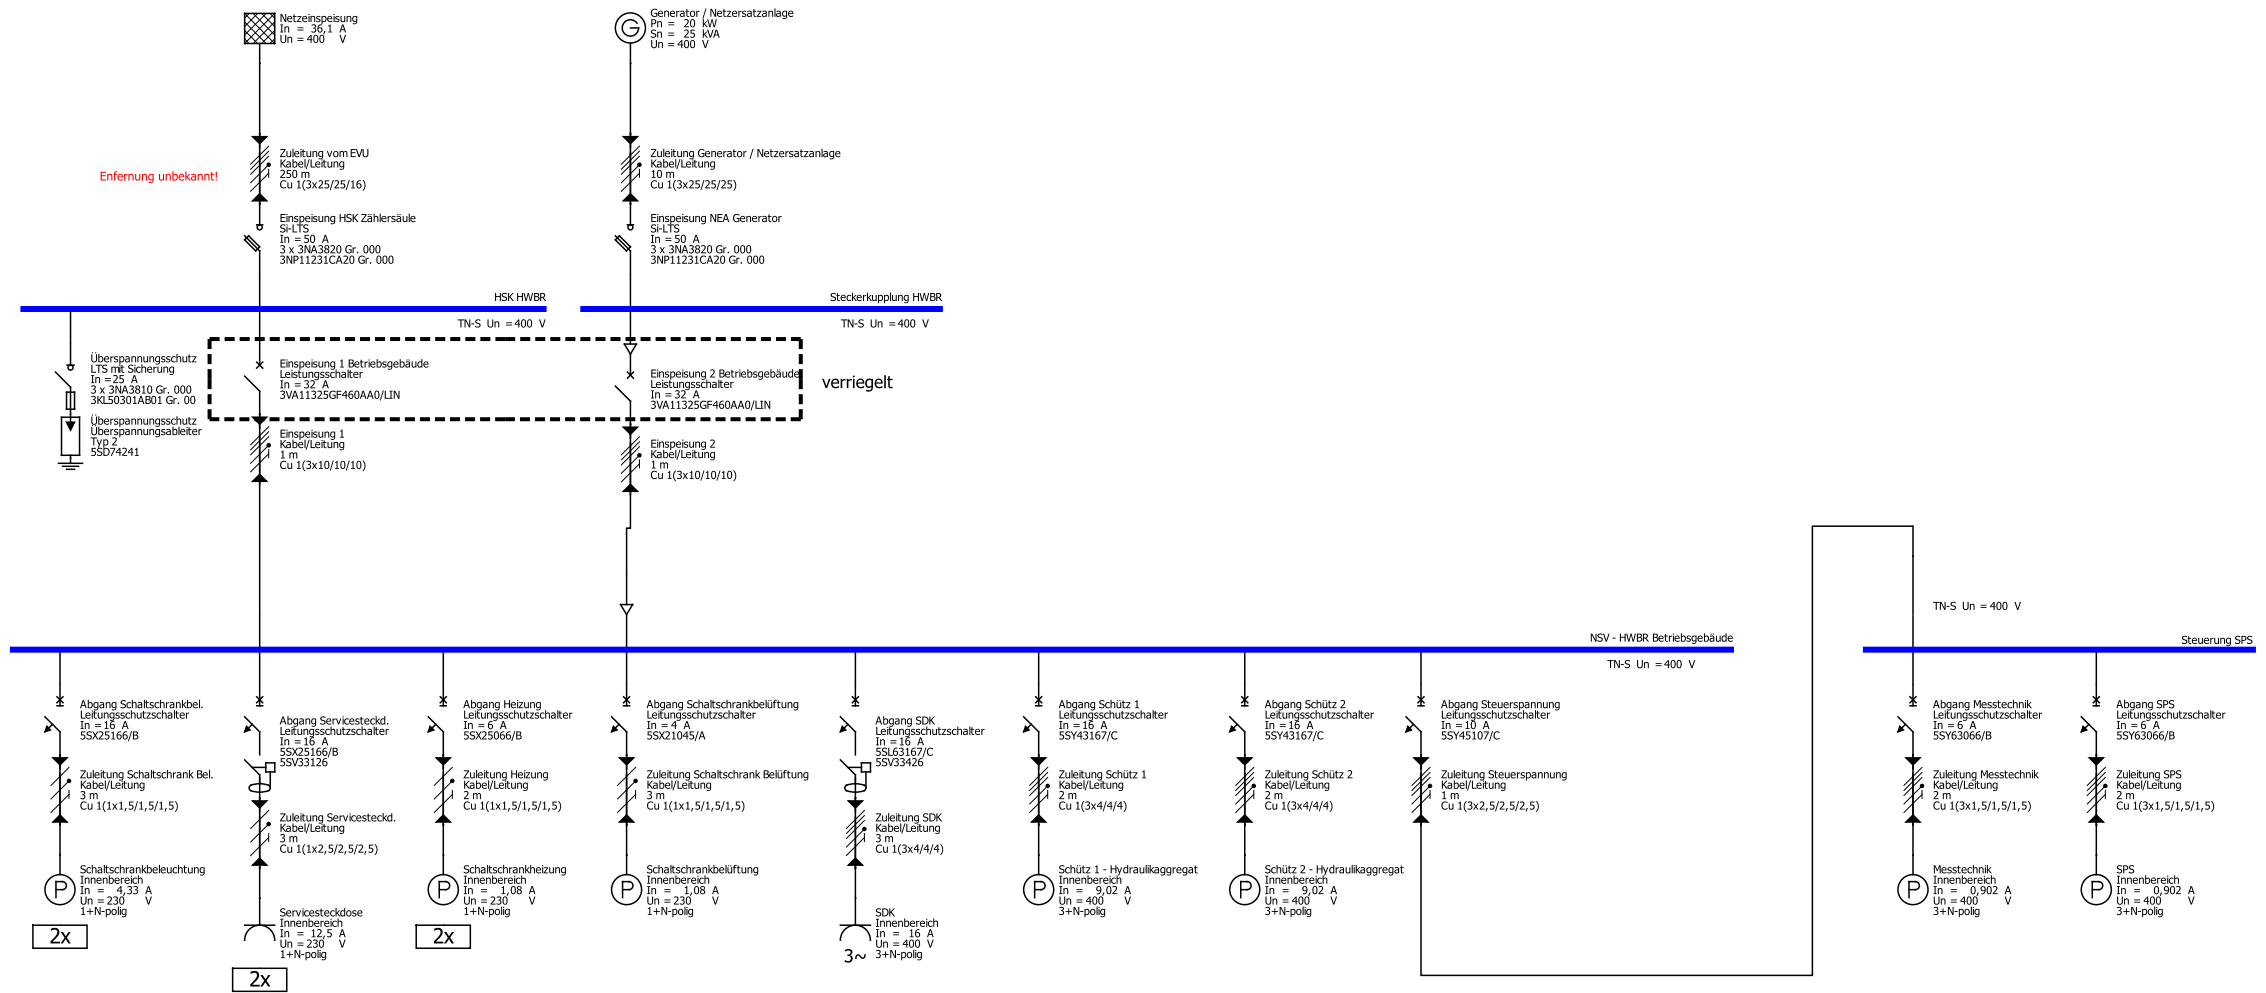 Netzeinspeisung
In = 36,1 A
Un = 400 V
Generator / Netzersatzanlage
Pn = 20 kW
Sn = 25 kVA
Un = 400 V
Enfernung unbekannt!
Zuleitung vom EVU
Kabel/Leitung
250 m
Cu 1(3x25/25/16)
Zuleitung Generator / Netzersatzanlage
Kabel/Leitung
10 m
Cu 1(3x25/25/25)
Einspeisung HSK Zählersäule
Si-LTS
In = 50 A
3 x 3NA3820 Gr. 000
3NP11231CA20 Gr. 000
Einspeisung NEA Generator
Si-LTS
In = 50 A
3 x 3NA3820 Gr. 000
3NP11231CA20 Gr. 000
HSK HWBR
TN-S Un = 400 V
Steckerkupplung HWBR
TN-S Un = 400 V
Überspannungsschutz
LTS mit Sicherung
In = 25 A
3 x 3NA3810 Gr. 000
3KL50301AB01 Gr. 00
Überspannungsschutz
Überspannungsableiter
Typ 2
5SD74241
Einspeisung 1 Betriebsgebäude
Leistungsschalter
In = 32 A
3VA11325GF460AA0/LIN
Einspeisung 2 Betriebsgebäude
Leistungsschalter
In = 32 A
3VA11325GF460AA0/LIN
verriegelt
Einspeisung 1
Kabel/Leitung
1 m
Cu 1(3x10/10/10)
Einspeisung 2
Kabel/Leitung
1 m
Cu 1(3x10/10/10)
NSV - HWBR Betriebsgebäude
TN-S Un = 400 V
TN-S Un = 400 V
Steuerung SPS
Abgang Schaltschrankbel.
Leitungsschutzschalter
In = 16 A
5SX25166/B
Zuleitung Schaltschrank Bel.
Kabel/Leitung
3 m
Cu 1(1x1,5/1,5/1,5)
Schaltschrankbeleuchtung
Innenbereich
In = 4,33 A
Un = 230 V
1+N-polig
P
2x
Abgang Servicesteckd.
Leitungsschutzschalter
In = 16 A
5SX25166/B
5SV33126
Zuleitung Servicesteckd.
Kabel/Leitung
3 m
Cu 1(1x2,5/2,5/2,5)
Servicesteckdose
Innenbereich
In = 12,5 A
Un = 230 V
1+N-polig
2x
Abgang Heizung
Leitungsschutzschalter
In = 6 A
5SX25066/B
Zuleitung Heizung
Kabel/Leitung
2 m
Cu 1(1x1,5/1,5/1,5)
Schaltschrankheizung
Innenbereich
In = 1,08 A
Un = 230 V
1+N-polig
P
2x
Abgang Schaltschrankbelüftung
Leitungsschutzschalter
In = 4 A
5SX21045/A
Zuleitung Schaltschrank Belüftung
Kabel/Leitung
3 m
Cu 1(1x1,5/1,5/1,5)
Schaltschrankbelüftung
Innenbereich
In = 1,08 A
Un = 230 V
1+N-polig
P
Abgang SDK
Leitungsschutzschalter
In = 16 A
5SL63167/C
5SV33426
Zuleitung SDK
Kabel/Leitung
3 m
Cu 1(3x4/4/4)
SDK
Innenbereich
In = 16 A
Un = 400 V
3+N-polig
3~
Abgang Schütz 1
Leitungsschutzschalter
In = 16 A
5SY43167/C
Zuleitung Schütz 1
Kabel/Leitung
2 m
Cu 1(3x4/4/4)
Schütz 1 - Hydraulikaggregat
Innenbereich
In = 9,02 A
Un = 400 V
3+N-polig
P
Abgang Schütz 2
Leitungsschutzschalter
In = 16 A
5SY43167/C
Zuleitung Schütz 2
Kabel/Leitung
2 m
Cu 1(3x4/4/4)
Schütz 2 - Hydraulikaggregat
Innenbereich
In = 9,02 A
Un = 400 V
3+N-polig
P
Abgang Steuerspannung
Leitungsschutzschalter
In = 10 A
5SY45107/C
Zuleitung Steuerspannung
Kabel/Leitung
1 m
Cu 1(3x2,5/2,5/2,5)
Abgang Messtechnik
Leitungsschutzschalter
In = 6 A
5SY63066/B
Zuleitung Messtechnik
Kabel/Leitung
2 m
Cu 1(3x1,5/1,5/1,5)
Messtechnik
Innenbereich
In = 0,902 A
Un = 400 V
3+N-polig
P
Abgang SPS
Leitungsschutzschalter
In = 6 A
5SY63066/B
Zuleitung SPS
Kabel/Leitung
2 m
Cu 1(3x1,5/1,5/1,5)
SPS
Innenbereich
In = 0,902 A
Un = 400 V
3+N-polig
P